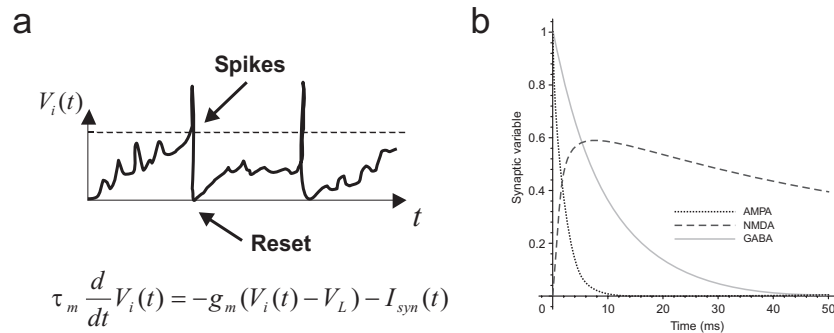 a
Spikes
V_i(t)
t
Reset
τ_m d/dt V_i(t) = −g_m(V_i(t) − V_L) − I_syn(t)
b
Synaptic variable
1
0.8
0.6
0.4
0.2
AMPA
NMDA
GABA
0 10 20 30 40 50
Time (ms)